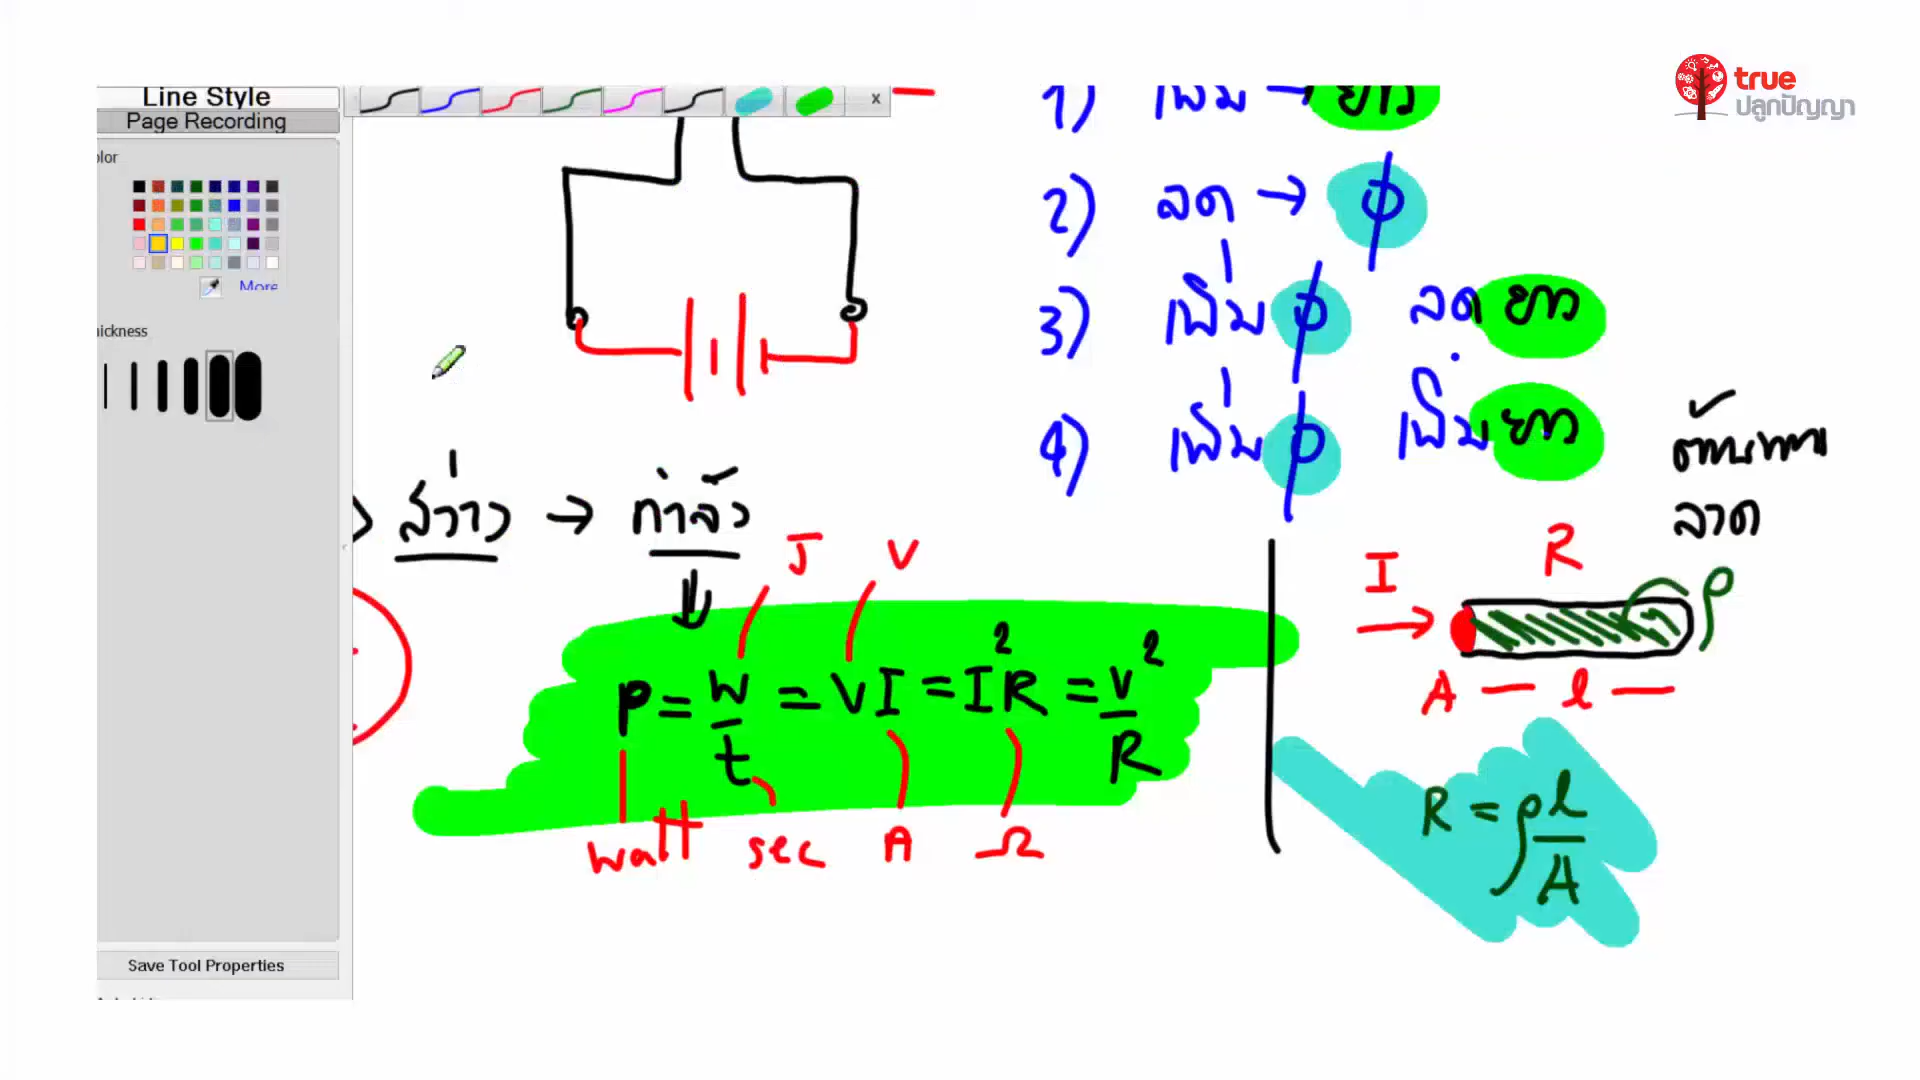 Line Style
Page Recording
olor
More
ickness
Save Tool Properties
x
true
ปลูกปัญญา
1) เพิ่ม → ยาว
2) ลด → φ
3) เพิ่ม φ ลด ยาว
4) เพิ่ม φ เพิ่ม ยาว
สว่าง → กำลัง
J V
P = W/t = VI = I²R = V²/R
watt sec A Ω
ต้านทาน
ลวด
I R ρ
A l
R = ρl/A